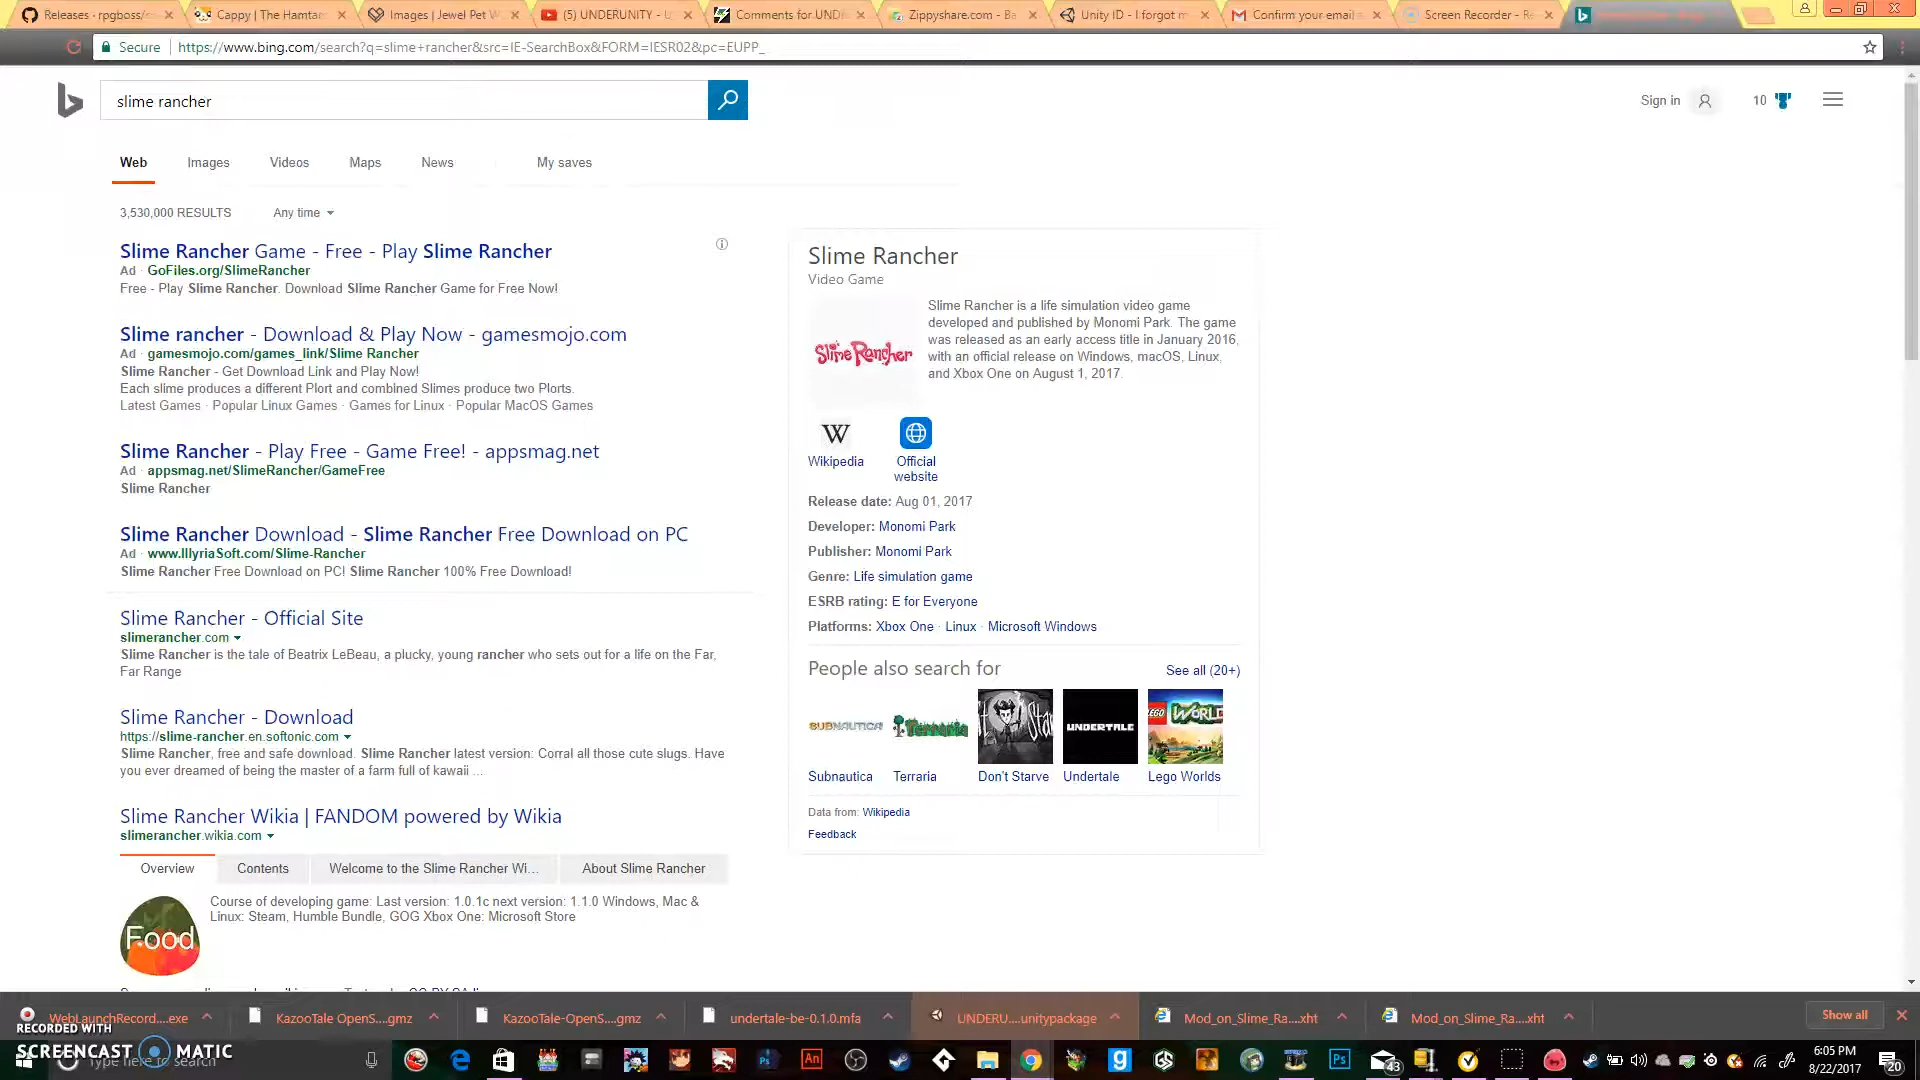 Releases · rpgboss/
Cappy | The Hamtar
Images | Jewel Pet W
(5) UNDERUNITY -
Comments for UND
Zippyshare.com - Ba
Unity ID - I forgot m
Confirm your email
Screen Recorder - Re
Secure
https://www.bing.com/search?q=slime+rancher&src=IE-SearchBox&FORM=IESR02&pc=EUPP_
slime rancher
Sign in
10
Web
Images
Videos
Maps
News
My saves
3,530,000 RESULTS
Any time
Slime Rancher Game - Free - Play Slime Rancher
Ad · GoFiles.org/SlimeRancher
Free - Play Slime Rancher. Download Slime Rancher Game for Free Now!
Slime rancher - Download & Play Now - gamesmojo.com
Ad · gamesmojo.com/games_link/Slime Rancher
Slime Rancher - Get Download Link and Play Now!
Each slime produces a different Plort and combined Slimes produce two Plorts.
Latest Games · Popular Linux Games · Games for Linux · Popular MacOS Games
Slime Rancher - Play Free - Game Free! - appsmag.net
Ad · appsmag.net/SlimeRancher/GameFree
Slime Rancher
Slime Rancher Download - Slime Rancher Free Download on PC
Ad · www.IllyriaSoft.com/Slime-Rancher
Slime Rancher Free Download on PC! Slime Rancher 100% Free Download!
Slime Rancher - Official Site
slimerancher.com
Slime Rancher is the tale of Beatrix LeBeau, a plucky, young rancher who sets out for a life on the Far,
Far Range
Slime Rancher - Download
https://slime-rancher.en.softonic.com
Slime Rancher, free and safe download. Slime Rancher latest version: Corral all those cute slugs. Have
you ever dreamed of being the master of a farm full of kawaii ...
Slime Rancher Wikia | FANDOM powered by Wikia
slimerancher.wikia.com
Overview
Contents
Welcome to the Slime Rancher Wi...
About Slime Rancher
Food
Course of developing game: Last version: 1.0.1c next version: 1.1.0 Windows, Mac &
Linux: Steam, Humble Bundle, GOG Xbox One: Microsoft Store
Slime Rancher
Video Game
Slime Rancher
Slime Rancher is a life simulation video game
developed and published by Monomi Park. The game
was released as an early access title in January 2016,
with an official release on Windows, macOS, Linux,
and Xbox One on August 1, 2017.
W
Wikipedia
Official
website
Release date: Aug 01, 2017
Developer: Monomi Park
Publisher: Monomi Park
Genre: Life simulation game
ESRB rating: E for Everyone
Platforms: Xbox One · Linux · Microsoft Windows
People also search for
See all (20+)
SUBNAUTICA
Terraria
UNDERTALE
LEGO WORLDS
Subnautica
Terraria
Don't Starve
Undertale
Lego Worlds
Data from: Wikipedia
Feedback
WebLaunchRecord....exe
KazooTale OpenS....gmz
KazooTale-OpenS....gmz
undertale-be-0.1.0.mfa
UNDERU....unitypackage
Mod_on_Slime_Ra....xht
Mod_on_Slime_Ra....xht
Show all
RECORDED WITH
SCREENCAST MATIC
Type here to search
An
Ps
43
6:05 PM
8/22/2017
20